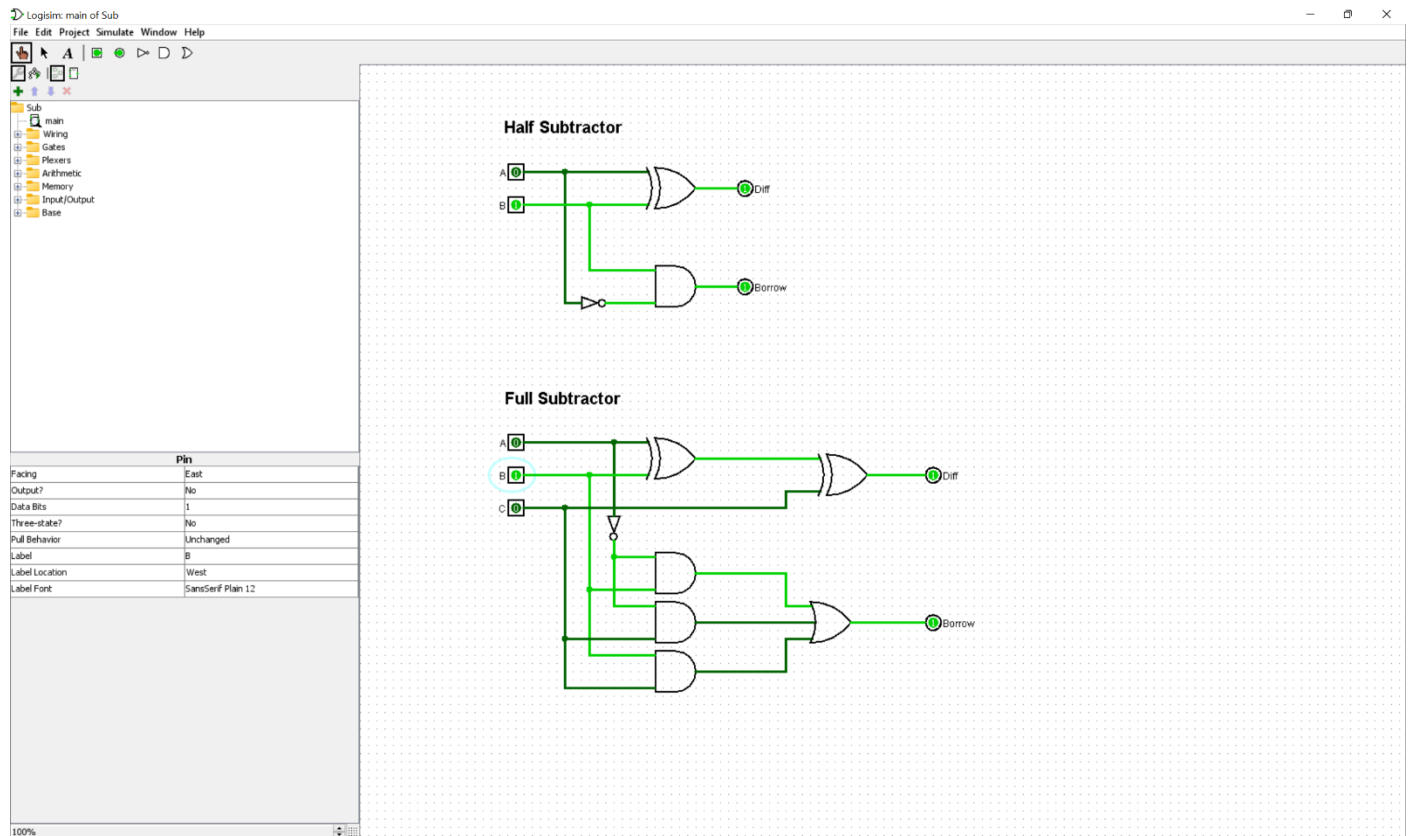 Logisim: main of Sub
File Edit Project Simulate Window Help
A
Sub
main
Wiring
Gates
Plexers
Arithmetic
Memory
Input/Output
Base
Pin
Facing East
Output? No
Data Bits 1
Three-state? No
Pull Behavior Unchanged
Label B
Label Location West
Label Font SansSerif Plain 12
100%
Half Subtractor
A 0
1 Diff
B 1
1 Borrow
Full Subtractor
A 0
B 1
1 Diff
C 0
1 Borrow